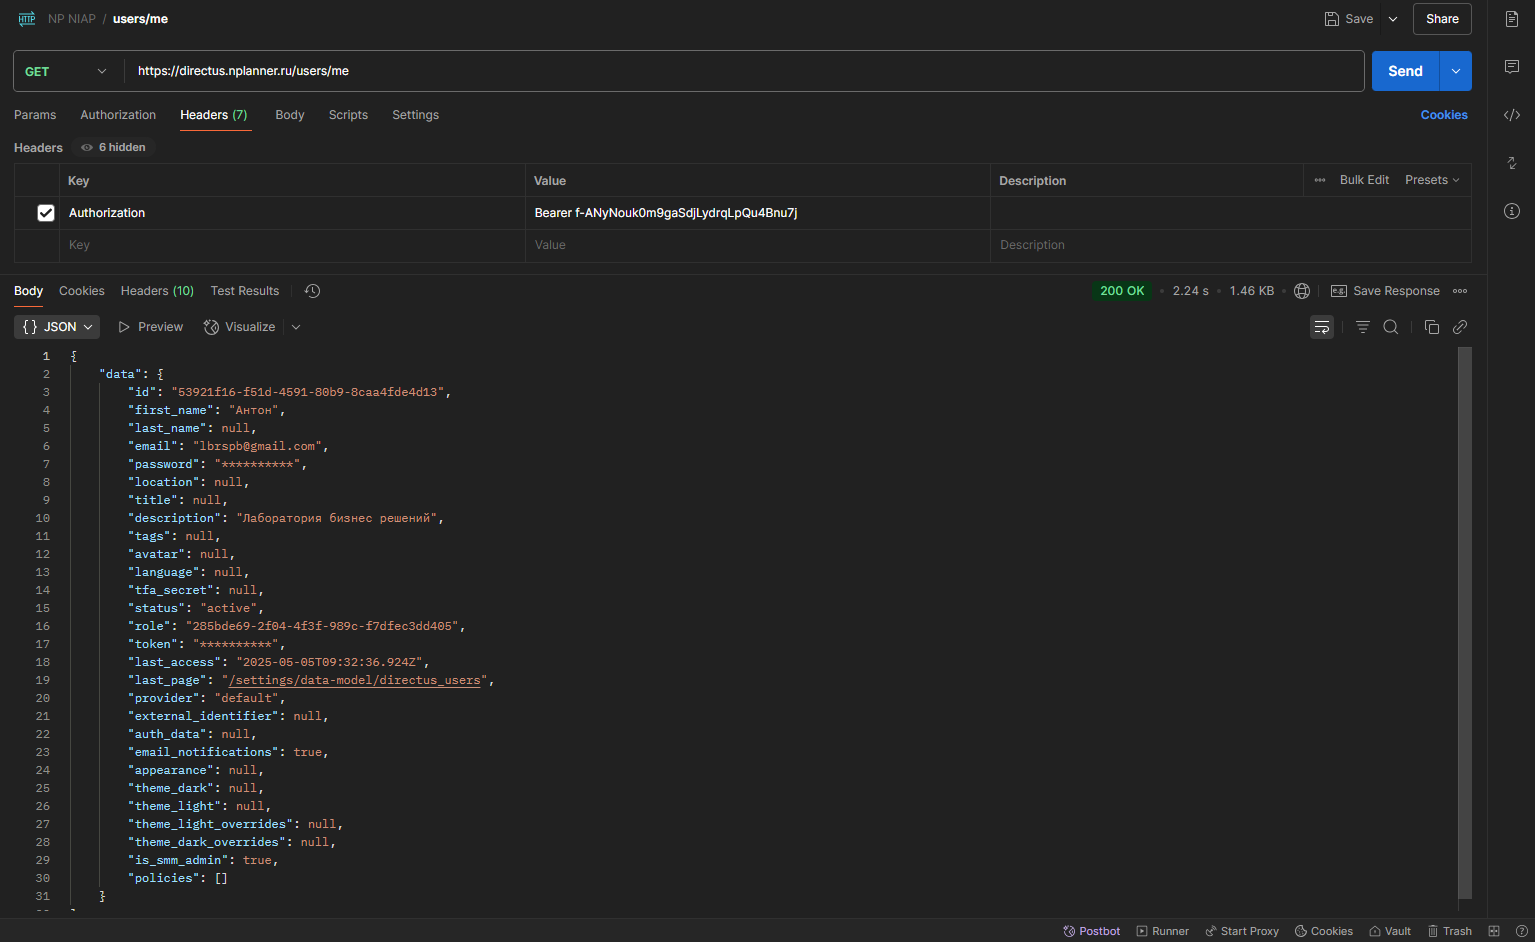 HTTP NP NIAP / users/me Save Share
GET https://directus.nplanner.ru/users/me Send
Params Authorization Headers (7) Body Scripts Settings Cookies
Headers 6 hidden
Key Value Description ••• Bulk Edit Presets
Authorization Bearer f-ANyNouk0m9gaSdjLydrqLpQu4Bnu7j
Key Value Description
Body Cookies Headers (10) Test Results 200 OK • 2.24 s • 1.46 KB • e.g. Save Response •••
{} JSON Preview Visualize
1 {
2 "data": {
3 "id": "53921f16-f51d-4591-80b9-8caa4fde4d13",
4 "first_name": "Антон",
5 "last_name": null,
6 "email": "lbrspb@gmail.com",
7 "password": "**********",
8 "location": null,
9 "title": null,
10 "description": "Лаборатория бизнес решений",
11 "tags": null,
12 "avatar": null,
13 "language": null,
14 "tfa_secret": null,
15 "status": "active",
16 "role": "285bde69-2f04-4f3f-989c-f7dfec3dd405",
17 "token": "**********",
18 "last_access": "2025-05-05T09:32:36.924Z",
19 "last_page": "/settings/data-model/directus_users",
20 "provider": "default",
21 "external_identifier": null,
22 "auth_data": null,
23 "email_notifications": true,
24 "appearance": null,
25 "theme_dark": null,
26 "theme_light": null,
27 "theme_light_overrides": null,
28 "theme_dark_overrides": null,
29 "is_smm_admin": true,
30 "policies": []
31 }
Postbot Runner Start Proxy Cookies Vault Trash